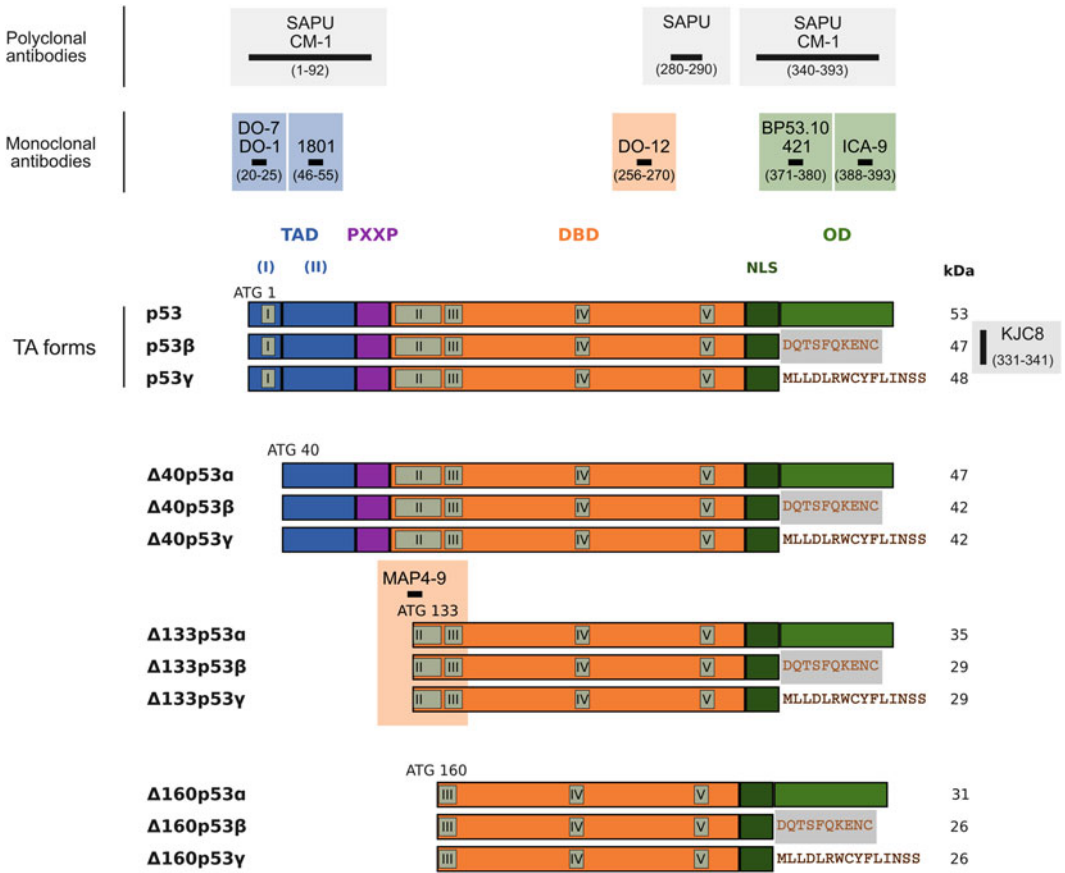 Polyclonal
antibodies
SAPU
CM-1
(1-92)
SAPU
(280-290)
SAPU
CM-1
(340-393)
Monoclonal
antibodies
DO-7
DO-1
(20-25)
1801
(46-55)
DO-12
(256-270)
BP53.10
421
(371-380)
ICA-9
(388-393)
TAD
PXXP
DBD
OD
(I)
(II)
NLS
kDa
ATG 1
TA forms
p53
I
II
III
IV
V
53
p53β
I
II
III
IV
V
DQTSFQKENC
47
p53γ
I
II
III
IV
V
MLLDLRWCYFLINSS
48
KJC8
(331-341)
ATG 40
Δ40p53α
II
III
IV
V
47
Δ40p53β
II
III
IV
V
DQTSFQKENC
42
Δ40p53γ
II
III
IV
V
MLLDLRWCYFLINSS
42
MAP4-9
ATG 133
Δ133p53α
II
III
IV
V
35
Δ133p53β
II
III
IV
V
DQTSFQKENC
29
Δ133p53γ
II
III
IV
V
MLLDLRWCYFLINSS
29
ATG 160
Δ160p53α
III
IV
V
31
Δ160p53β
III
IV
V
DQTSFQKENC
26
Δ160p53γ
III
IV
V
MLLDLRWCYFLINSS
26